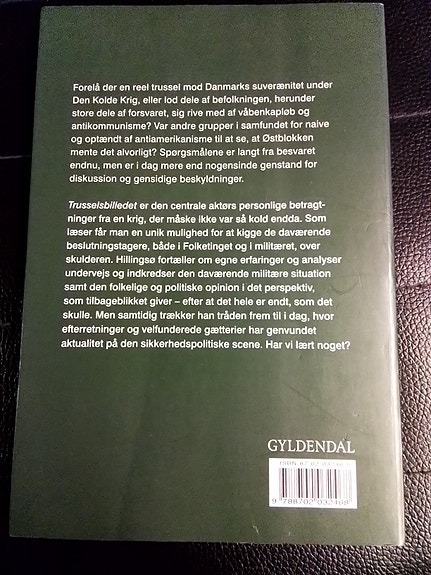 Forelå der en reel trussel mod Danmarks suverænitet under
Den Kolde Krig, eller lod dele af befolkningen, herunder
store dele af forsvaret, sig rive med af våbenkapløb og
antikommunisme? Var andre grupper i samfundet for naive
og optændt af antiamerikanisme til at se, at Østblokken
mente det alvorligt? Spørgsmålene er langt fra besvaret
endnu, men er i dag mere end nogensinde genstand for
diskussion og gensidige beskyldninger.
Trusselsbilledet er den centrale aktørs personlige betragt-
ninger fra en krig, der måske ikke var så kold endda. Som
læser får man en unik mulighed for at kigge de daværende
beslutningstagere, både i Folketinget og i militæret, over
skulderen. Hillingsø fortæller om egne erfaringer og analyser
undervejs og indkredser den daværende militære situation
samt den folkelige og politiske opinion i det perspektiv,
som tilbageblikket giver – efter at det hele er endt, som det
skulle. Men samtidig trækker han tråden frem til i dag, hvor
efterretninger og velfunderede gætterier har genvundet
aktualitet på den sikkerhedspolitiske scene. Har vi lært noget?
GYLDENDAL
ISBN
9 788702 032468